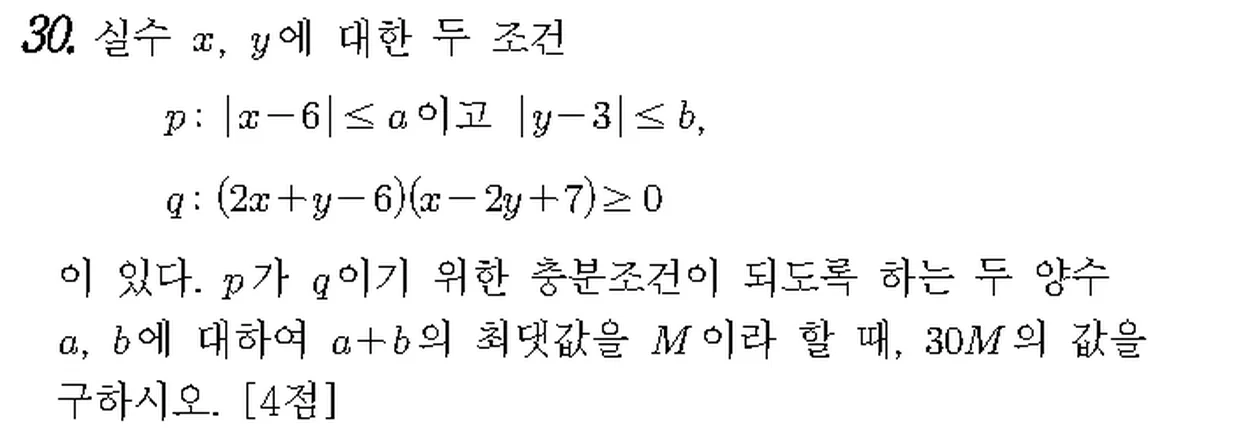 30. 실수 x, y에 대한 두 조건
p : |x-6| ≤ a 이고 |y-3| ≤ b,
q : (2x+y-6)(x-2y+7) ≥ 0
이 있다. p가 q이기 위한 충분조건이 되도록 하는 두 양수
a, b에 대하여 a+b의 최댓값을 M이라 할 때, 30M의 값을
구하시오. [4점]